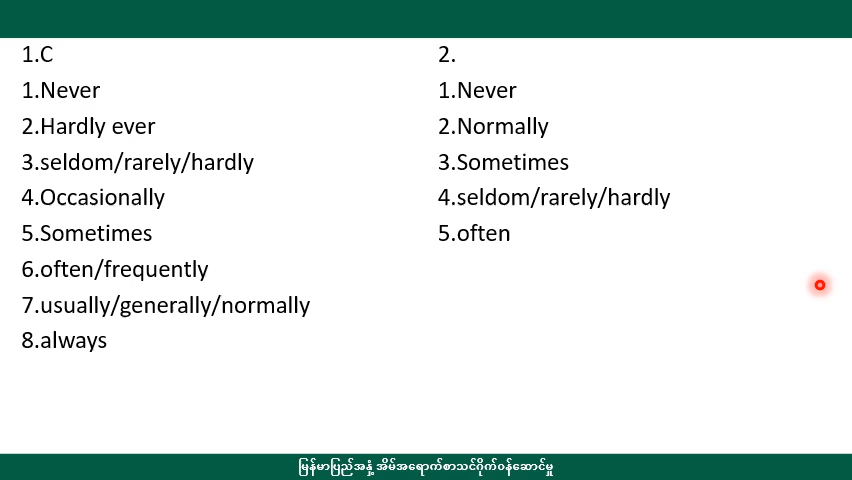 1.C
1.Never
2.Hardly ever
3.seldom/rarely/hardly
4.Occasionally
5.Sometimes
6.often/frequently
7.usually/generally/normally
8.always
2.
1.Never
2.Normally
3.Sometimes
4.seldom/rarely/hardly
5.often
မြန်မာပြည်အနှံ့ အိမ်အရောက်စာသင်ဂိုက်ဝန်ဆောင်မှု